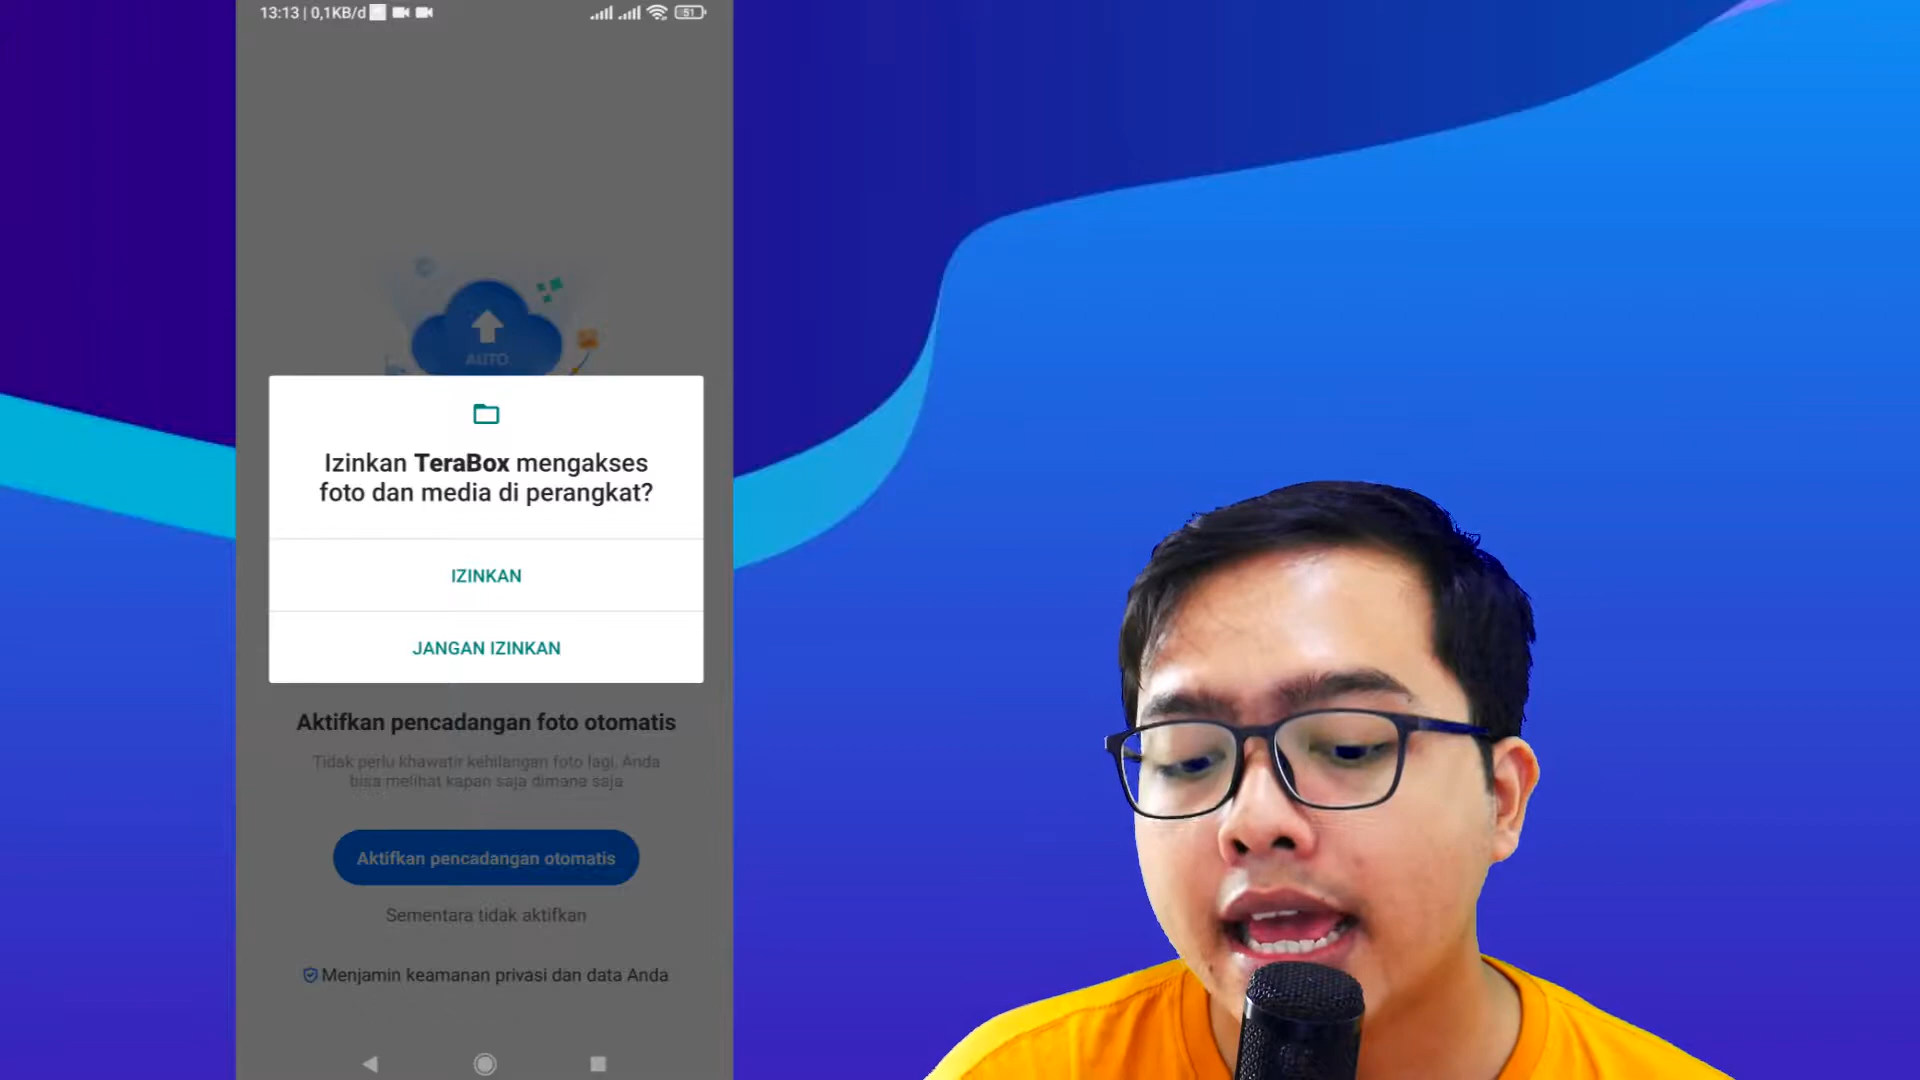 13:13 | 0,1KB/d
51
AUTO
Izinkan TeraBox mengakses
foto dan media di perangkat?
IZINKAN
JANGAN IZINKAN
Aktifkan pencadangan foto otomatis
Tidak perlu khawatir kehilangan foto lagi. Anda
bisa melihat kapan saja dimana saja
Aktifkan pencadangan otomatis
Sementara tidak aktifkan
Menjamin keamanan privasi dan data Anda